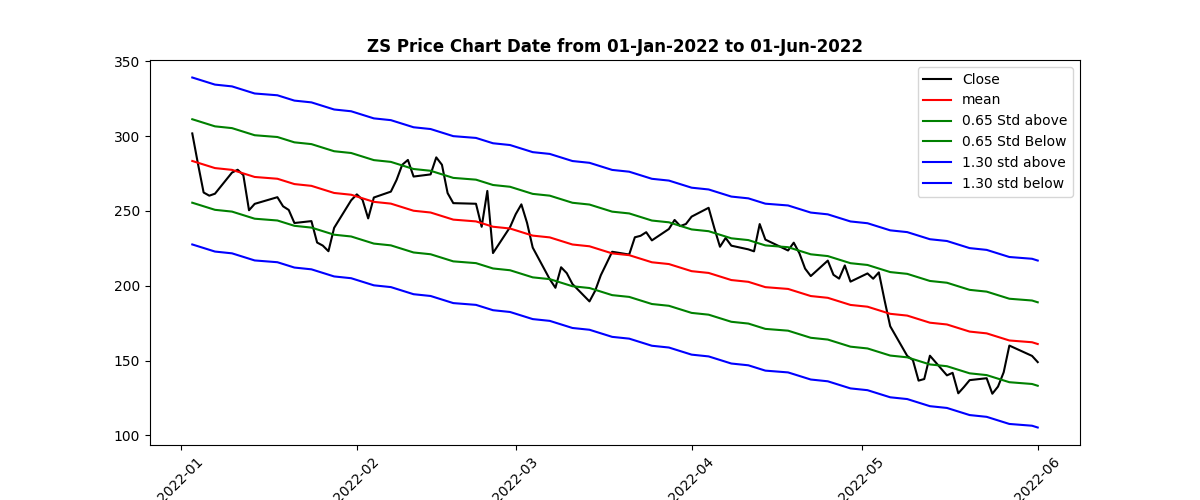 ZS Price Chart Date from 01-Jan-2022 to 01-Jun-2022
350
300
250
200
150
100
Close
mean
0.65 Std above
0.65 Std Below
1.30 std above
1.30 std below
2022-01
2022-02
2022-03
2022-04
2022-05
2022-06